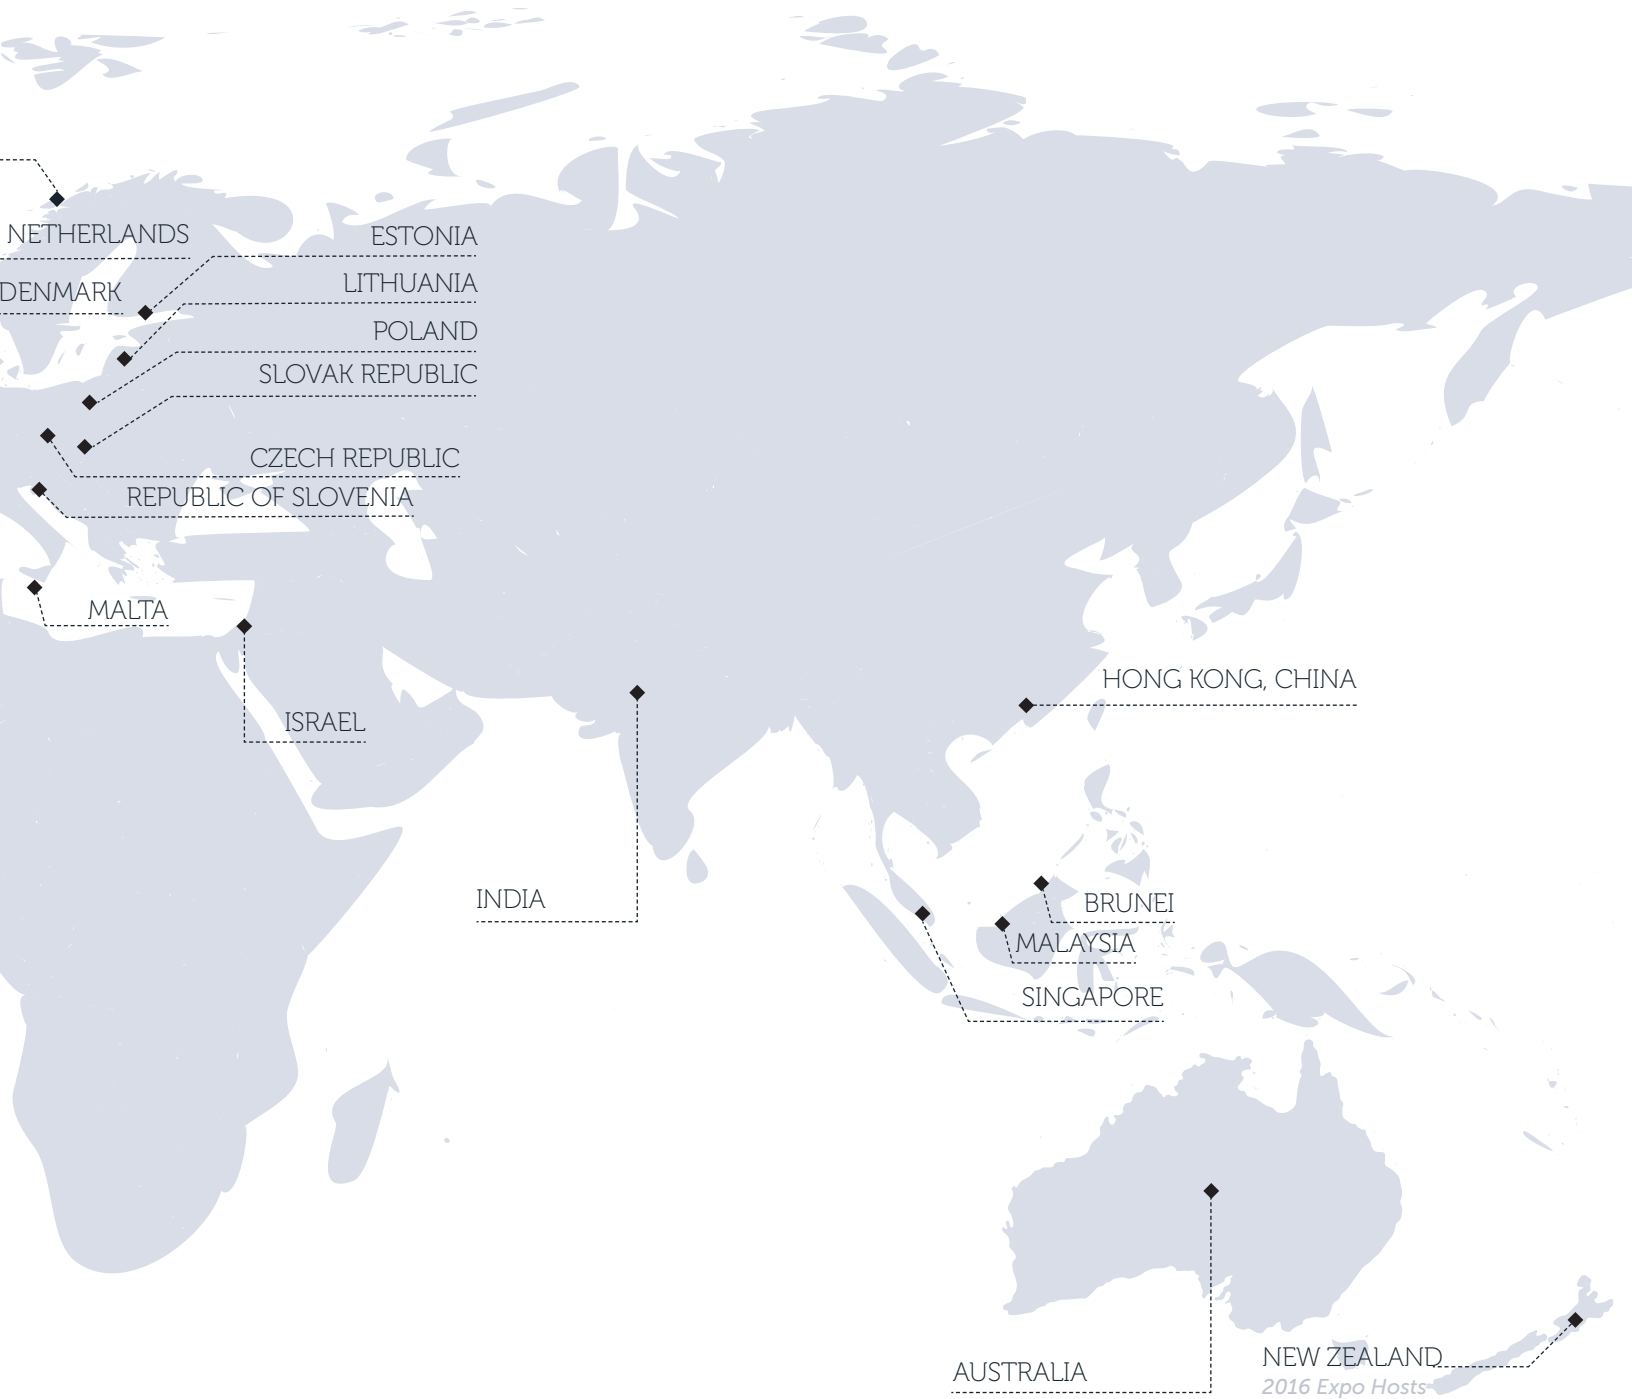 NETHERLANDS
ESTONIA
LITHUANIA
DENMARK
POLAND
SLOVAK REPUBLIC
CZECH REPUBLIC
REPUBLIC OF SLOVENIA
MALTA
HONG KONG, CHINA
ISRAEL
INDIA
BRUNEI
MALAYSIA
SINGAPORE
NEW ZEALAND
2016 Expo Hosts
AUSTRALIA